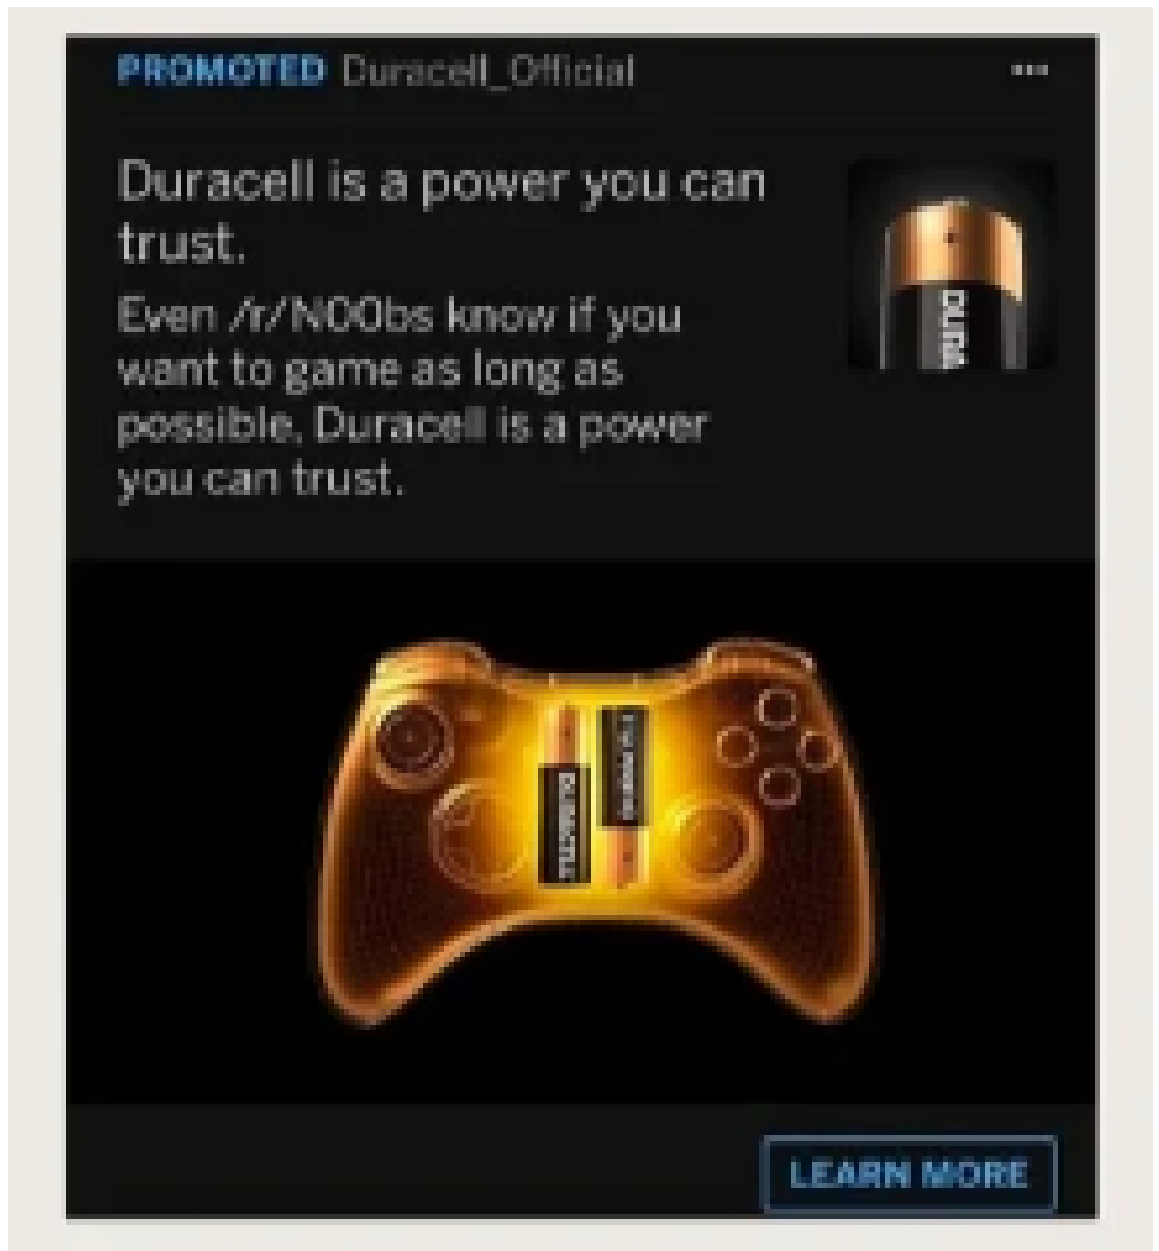 PROMOTED Duracell_Official
Duracell is a power you can
trust.
Even /r/N00bs know if you
want to game as long as
possible, Duracell is a power
you can trust.
DURACELL
LEARN MORE